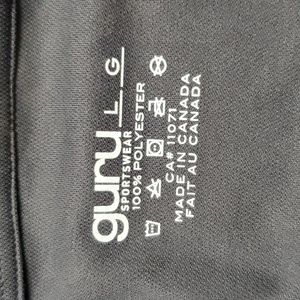 guru
SPORTSWEAR
L G
100% POLYESTER
CA# 11071
MADE IN CANADA
FAIT AU CANADA